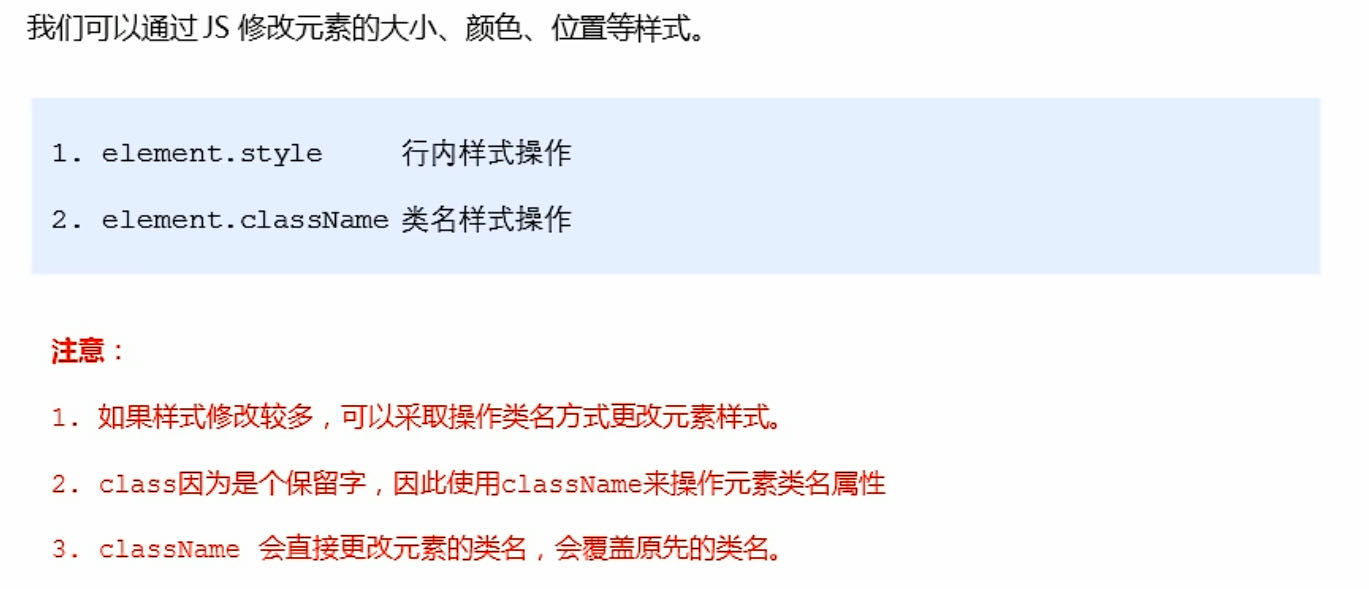 我们可以通过 JS 修改元素的大小、颜色、位置等样式。
1. element.style 行内样式操作
2. element.className 类名样式操作
注意：
1. 如果样式修改较多，可以采取操作类名方式更改元素样式。
2. class因为是个保留字，因此使用className来操作元素类名属性
3. className 会直接更改元素的类名，会覆盖原先的类名。